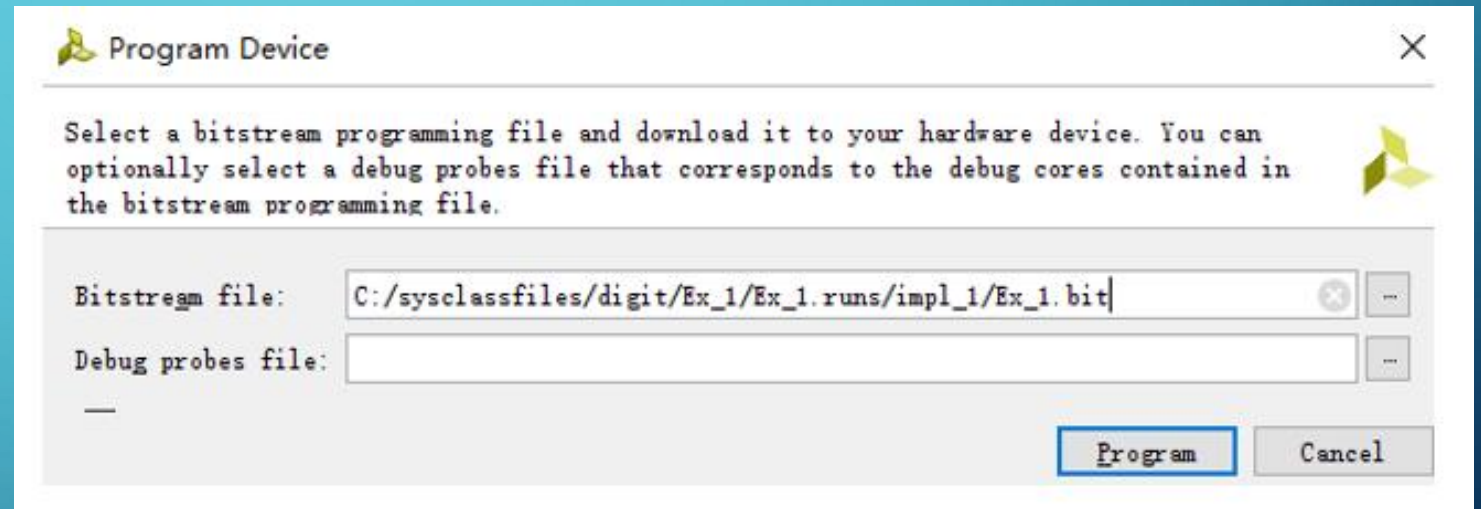 Program Device
Select a bitstream programming file and download it to your hardware device. You can
optionally select a debug probes file that corresponds to the debug cores contained in
the bitstream programming file.
Bitstream file: C:/sysclassfiles/digit/Ex_1/Ex_1.runs/impl_1/Ex_1.bit ...
Debug probes file: ...
Program Cancel